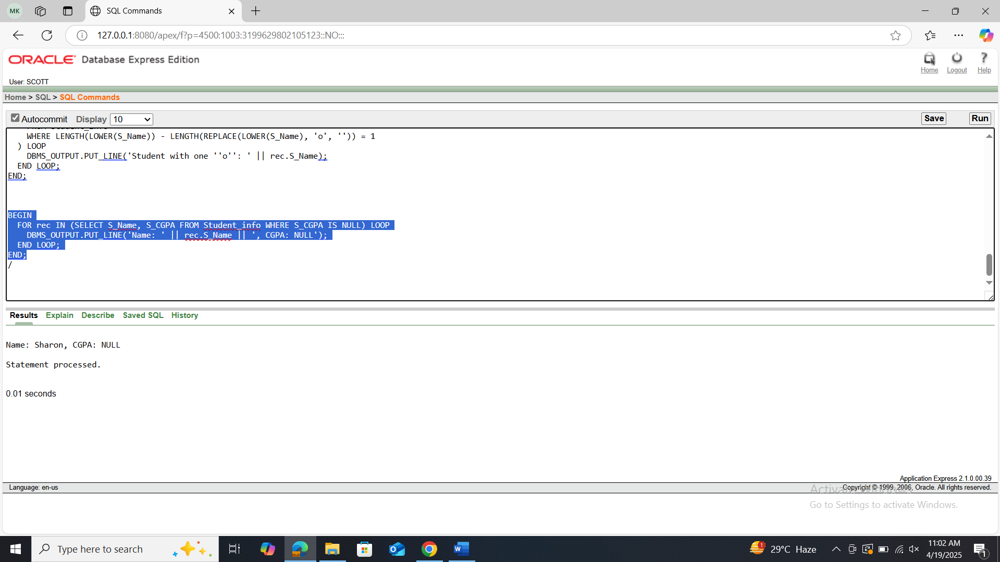 MK
SQL Commands
127.0.0.1:8080/apex/f?p=4500:1003:3199629802105123::NO:::
ORACLE Database Express Edition
Home Logout Help
User: SCOTT
Home > SQL > SQL Commands
Autocommit Display 10 Save Run
WHERE LENGTH(LOWER(S_Name)) - LENGTH(REPLACE(LOWER(S_Name), 'o', '')) = 1
) LOOP
DBMS_OUTPUT.PUT_LINE('Student with one ''o'': ' || rec.S_Name);
END LOOP;
END;
BEGIN
FOR rec IN (SELECT S_Name, S_CGPA FROM Student_info WHERE S_CGPA IS NULL) LOOP
DBMS_OUTPUT.PUT_LINE('Name: ' || rec.S_Name || ', CGPA: NULL');
END LOOP;
END;
/
Results Explain Describe Saved SQL History
Name: Sharon, CGPA: NULL
Statement processed.
0.01 seconds
Application Express 2.1.0.00.39
Language: en-us Copyright © 1999, 2006, Oracle. All rights reserved.
Activate Windows
Go to Settings to activate Windows.
Type here to search
1 29°C Haze
11:02 AM
4/19/2025
1